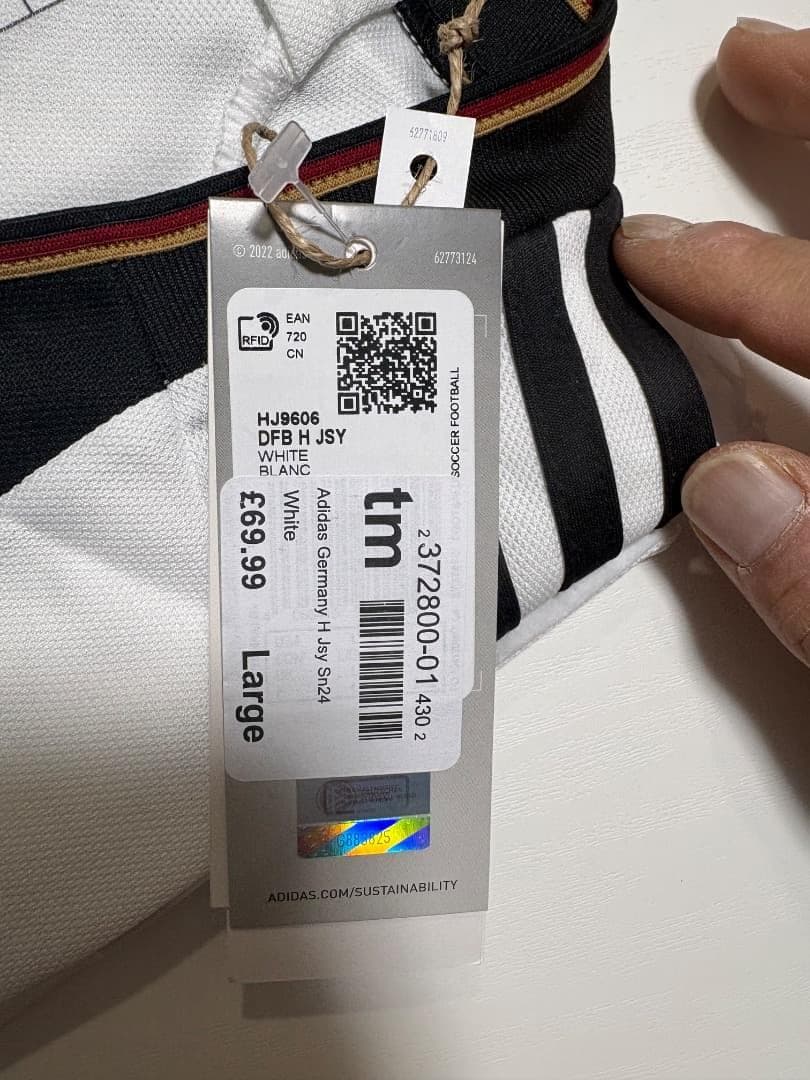 62771809
© 2022 adi
62773124
RFID
EAN
720
CN
HJ9606
DFB H JSY
WHITE
BLANC
SOCCER FOOTBALL
tm
2 372800-01 430 2
Adidas Germany H Jsy Sn24
White
£69.99 Large
ADIDAS.COM/SUSTAINABILITY